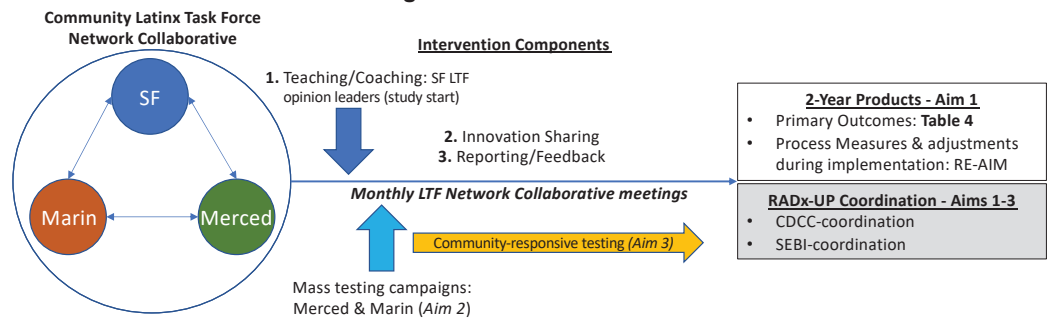 Community Latinx Task Force
Network Collaborative
SF
Marin
Merced
Intervention Components
1. Teaching/Coaching: SF LTF
opinion leaders (study start)
2. Innovation Sharing
3. Reporting/Feedback
Monthly LTF Network Collaborative meetings
Community-responsive testing (Aim 3)
Mass testing campaigns:
Merced & Marin (Aim 2)
2-Year Products - Aim 1
• Primary Outcomes: Table 4
• Process Measures & adjustments
during implementation: RE-AIM
RADx-UP Coordination - Aims 1-3
• CDCC-coordination
• SEBI-coordination